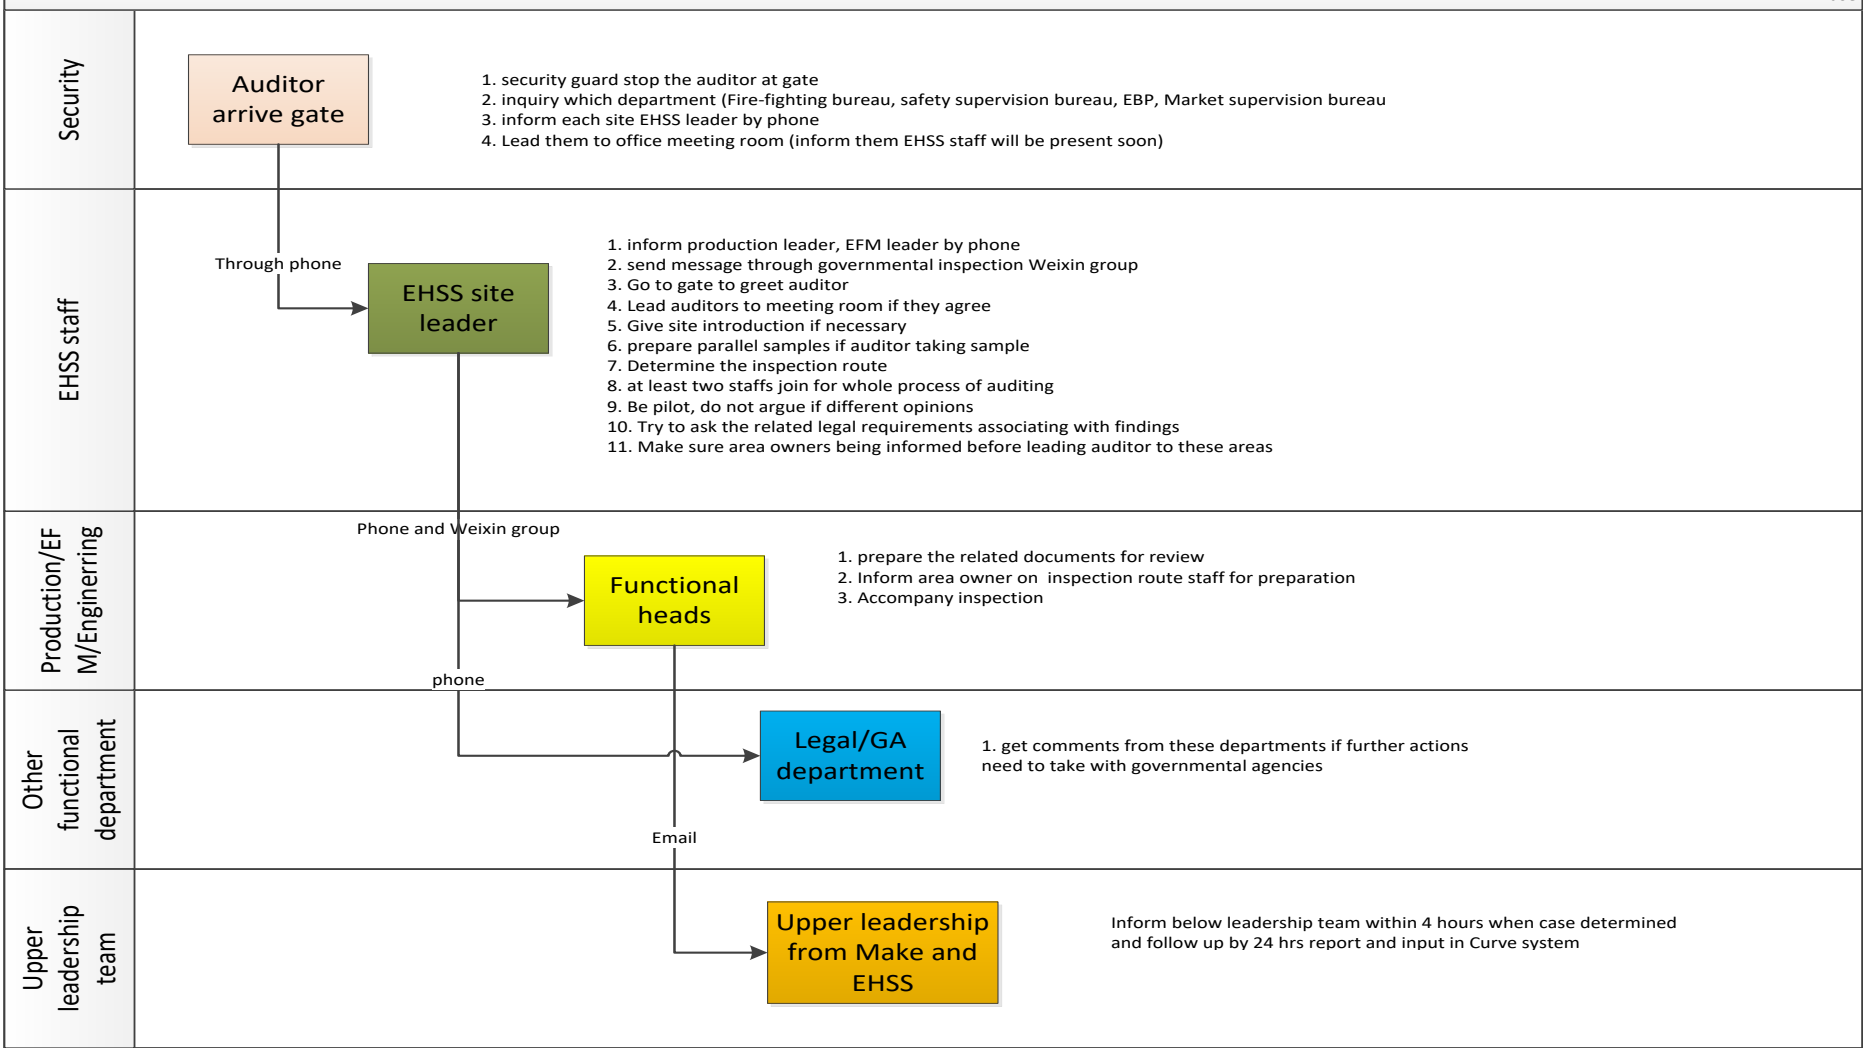 Security
Auditor
arrive gate
1. security guard stop the auditor at gate
2. inquiry which department (Fire-fighting bureau, safety supervision bureau, EBP, Market supervision bureau
3. inform each site EHSS leader by phone
4. Lead them to office meeting room (inform them EHSS staff will be present soon)
EHSS staff
Through phone
EHSS site
leader
1. inform production leader, EFM leader by phone
2. send message through governmental inspection Weixin group
3. Go to gate to greet auditor
4. Lead auditors to meeting room if they agree
5. Give site introduction if necessary
6. prepare parallel samples if auditor taking sample
7. Determine the inspection route
8. at least two staffs join for whole process of auditing
9. Be pilot, do not argue if different opinions
10. Try to ask the related legal requirements associating with findings
11. Make sure area owners being informed before leading auditor to these areas
Production/EF
M/Enginerring
Phone and Weixin group
Functional
heads
1. prepare the related documents for review
2. Inform area owner on inspection route staff for preparation
3. Accompany inspection
phone
Other
functional
department
Legal/GA
department
1. get comments from these departments if further actions
need to take with governmental agencies
Email
Upper
leadership
team
Upper leadership
from Make and
EHSS
Inform below leadership team within 4 hours when case determined
and follow up by 24 hrs report and input in Curve system